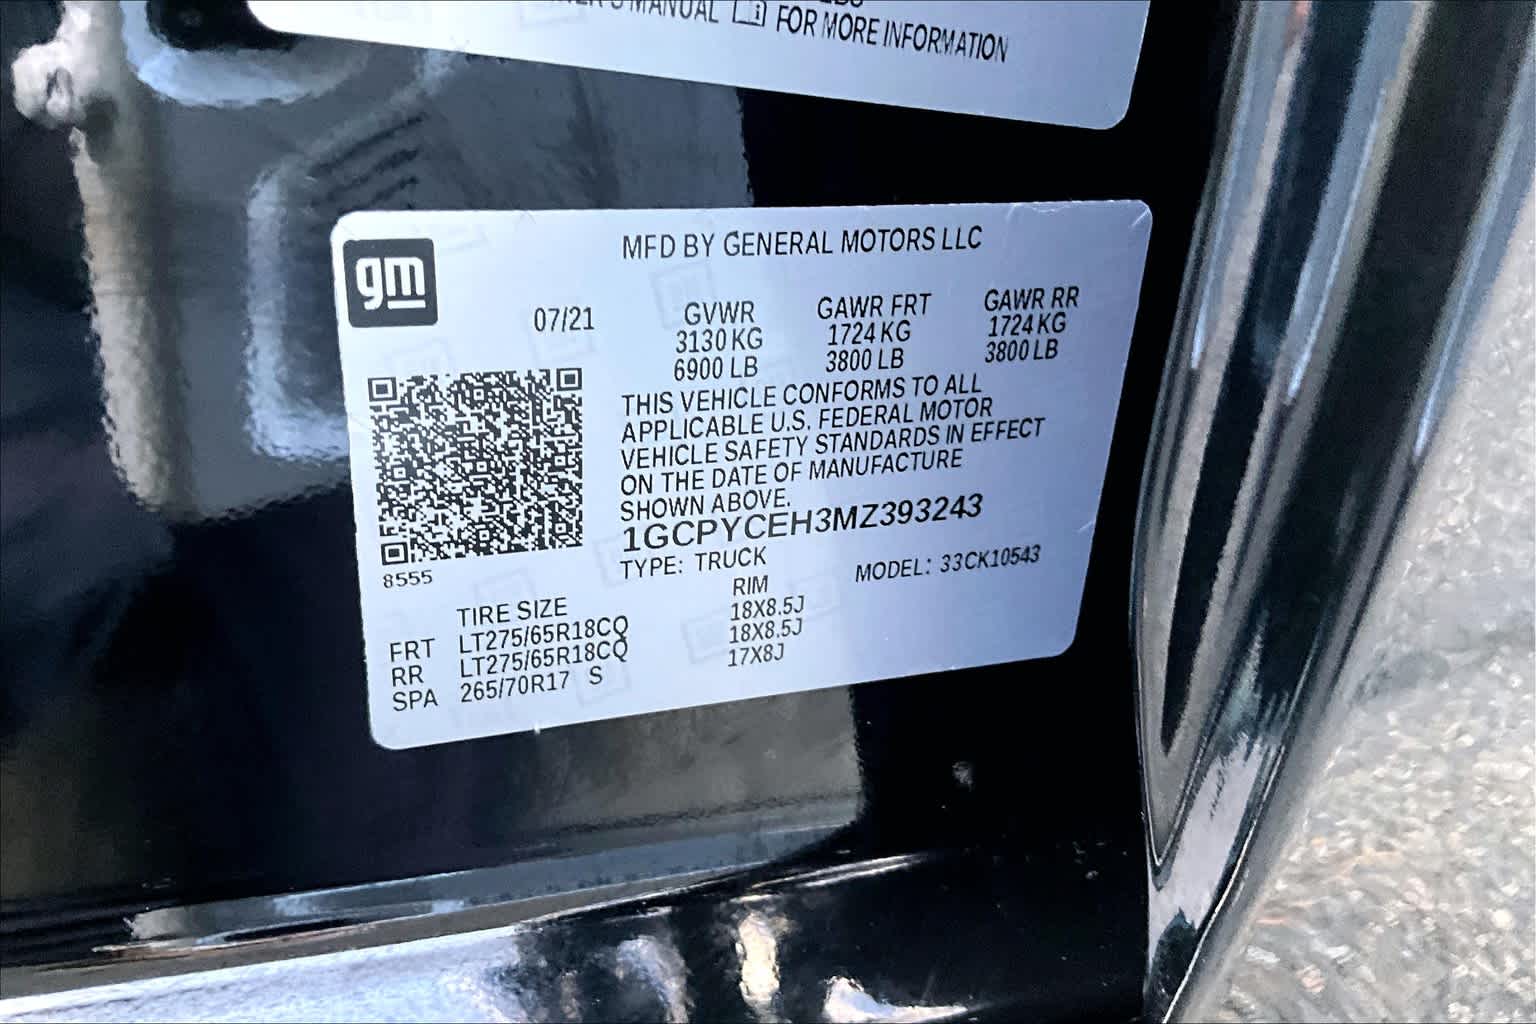 MANUAL FOR MORE INFORMATION
gm
MFD BY GENERAL MOTORS LLC
07/21
GVWR GAWR FRT GAWR RR
3130 KG 1724 KG 1724 KG
6900 LB 3800 LB 3800 LB
THIS VEHICLE CONFORMS TO ALL
APPLICABLE U.S. FEDERAL MOTOR
VEHICLE SAFETY STANDARDS IN EFFECT
ON THE DATE OF MANUFACTURE
SHOWN ABOVE.
1GCPYCEH3MZ393243
TYPE: TRUCK MODEL: 33CK10543
8555
TIRE SIZE RIM
FRT LT275/65R18CQ 18X8.5J
RR LT275/65R18CQ 18X8.5J
SPA 265/70R17 S 17X8J